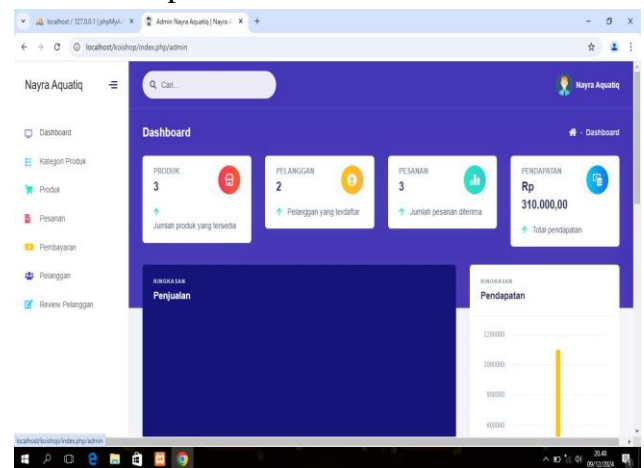 localhost / 127.0.0.1 | phpMyA
Admin Nayra Aquatiq | Nayra
localhost/koishop/index.php/admin
Nayra Aquatiq
Cari...
Nayra Aquatiq
Dashboard
Kategori Produk
Produk
Pesanan
Pembayaran
Pelanggan
Review Pelanggan
Dashboard
- Dashboard
PRODUK
3
Jumlah produk yang tersedia
PELANGGAN
2
Pelanggan yang terdaftar
PESANAN
3
Jumlah pesanan diterima
PENDAPATAN
Rp
310.000,00
Total pendapatan
RINGKASAN
Penjualan
RINGKASAN
Pendapatan
1200000
1000000
800000
600000
localhost/koishop/index.php/admin
20.48
09/12/2024